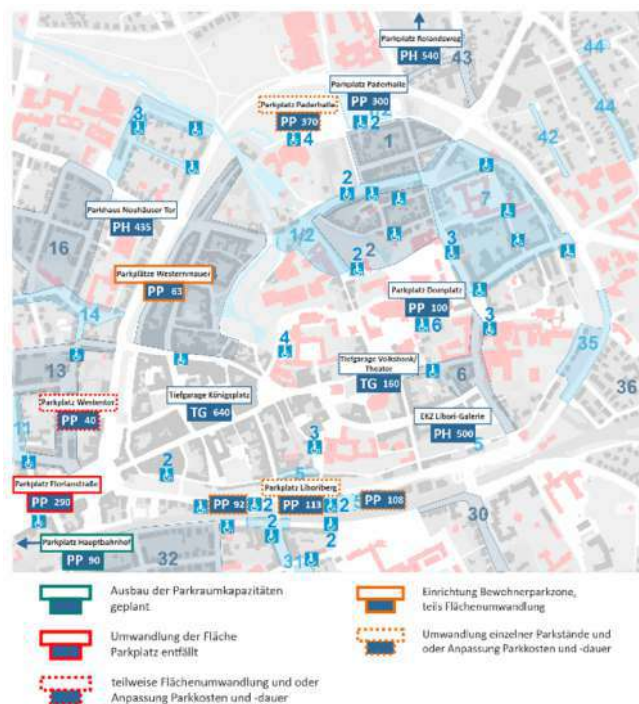 Parkplatz Rolandsweg
PH 540
43
44
44
42
Parkplatz Paderhalle
PP 300
2
Parkplatz Paderhalle
PP 370
4
3
1
2
7
Parkhaus Neuhäuser Tor
PH 435
16
1/2
2
2
3
Parkplätze Westernmauer
PP 63
Parkplatz Domplatz
PP 100
6
3
14
4
35
13
Tiefgarage Volksbank/
Theater
TG 160
6
36
Parkplatz Westerntor
PP 40
Tiefgarage Königsplatz
TG 640
EKZ Libori-Galerie
PH 500
5
11
3
2
5
Parkplatz Florianstraße
PP 290
Parkplatz Liboriberg
PP 92
2
PP 113
2
PP 108
2
2
30
Parkplatz Hauptbahnhof
PP 90
32
31
Ausbau der Parkraumkapazitäten
geplant
Umwandlung der Fläche
Parkplatz entfällt
teilweise Flächenumwandlung und oder
Anpassung Parkkosten und -dauer
Einrichtung Bewohnerparkzone,
teils Flächenumwandlung
Umwandlung einzelner Parkstände und
oder Anpassung Parkkosten und -dauer